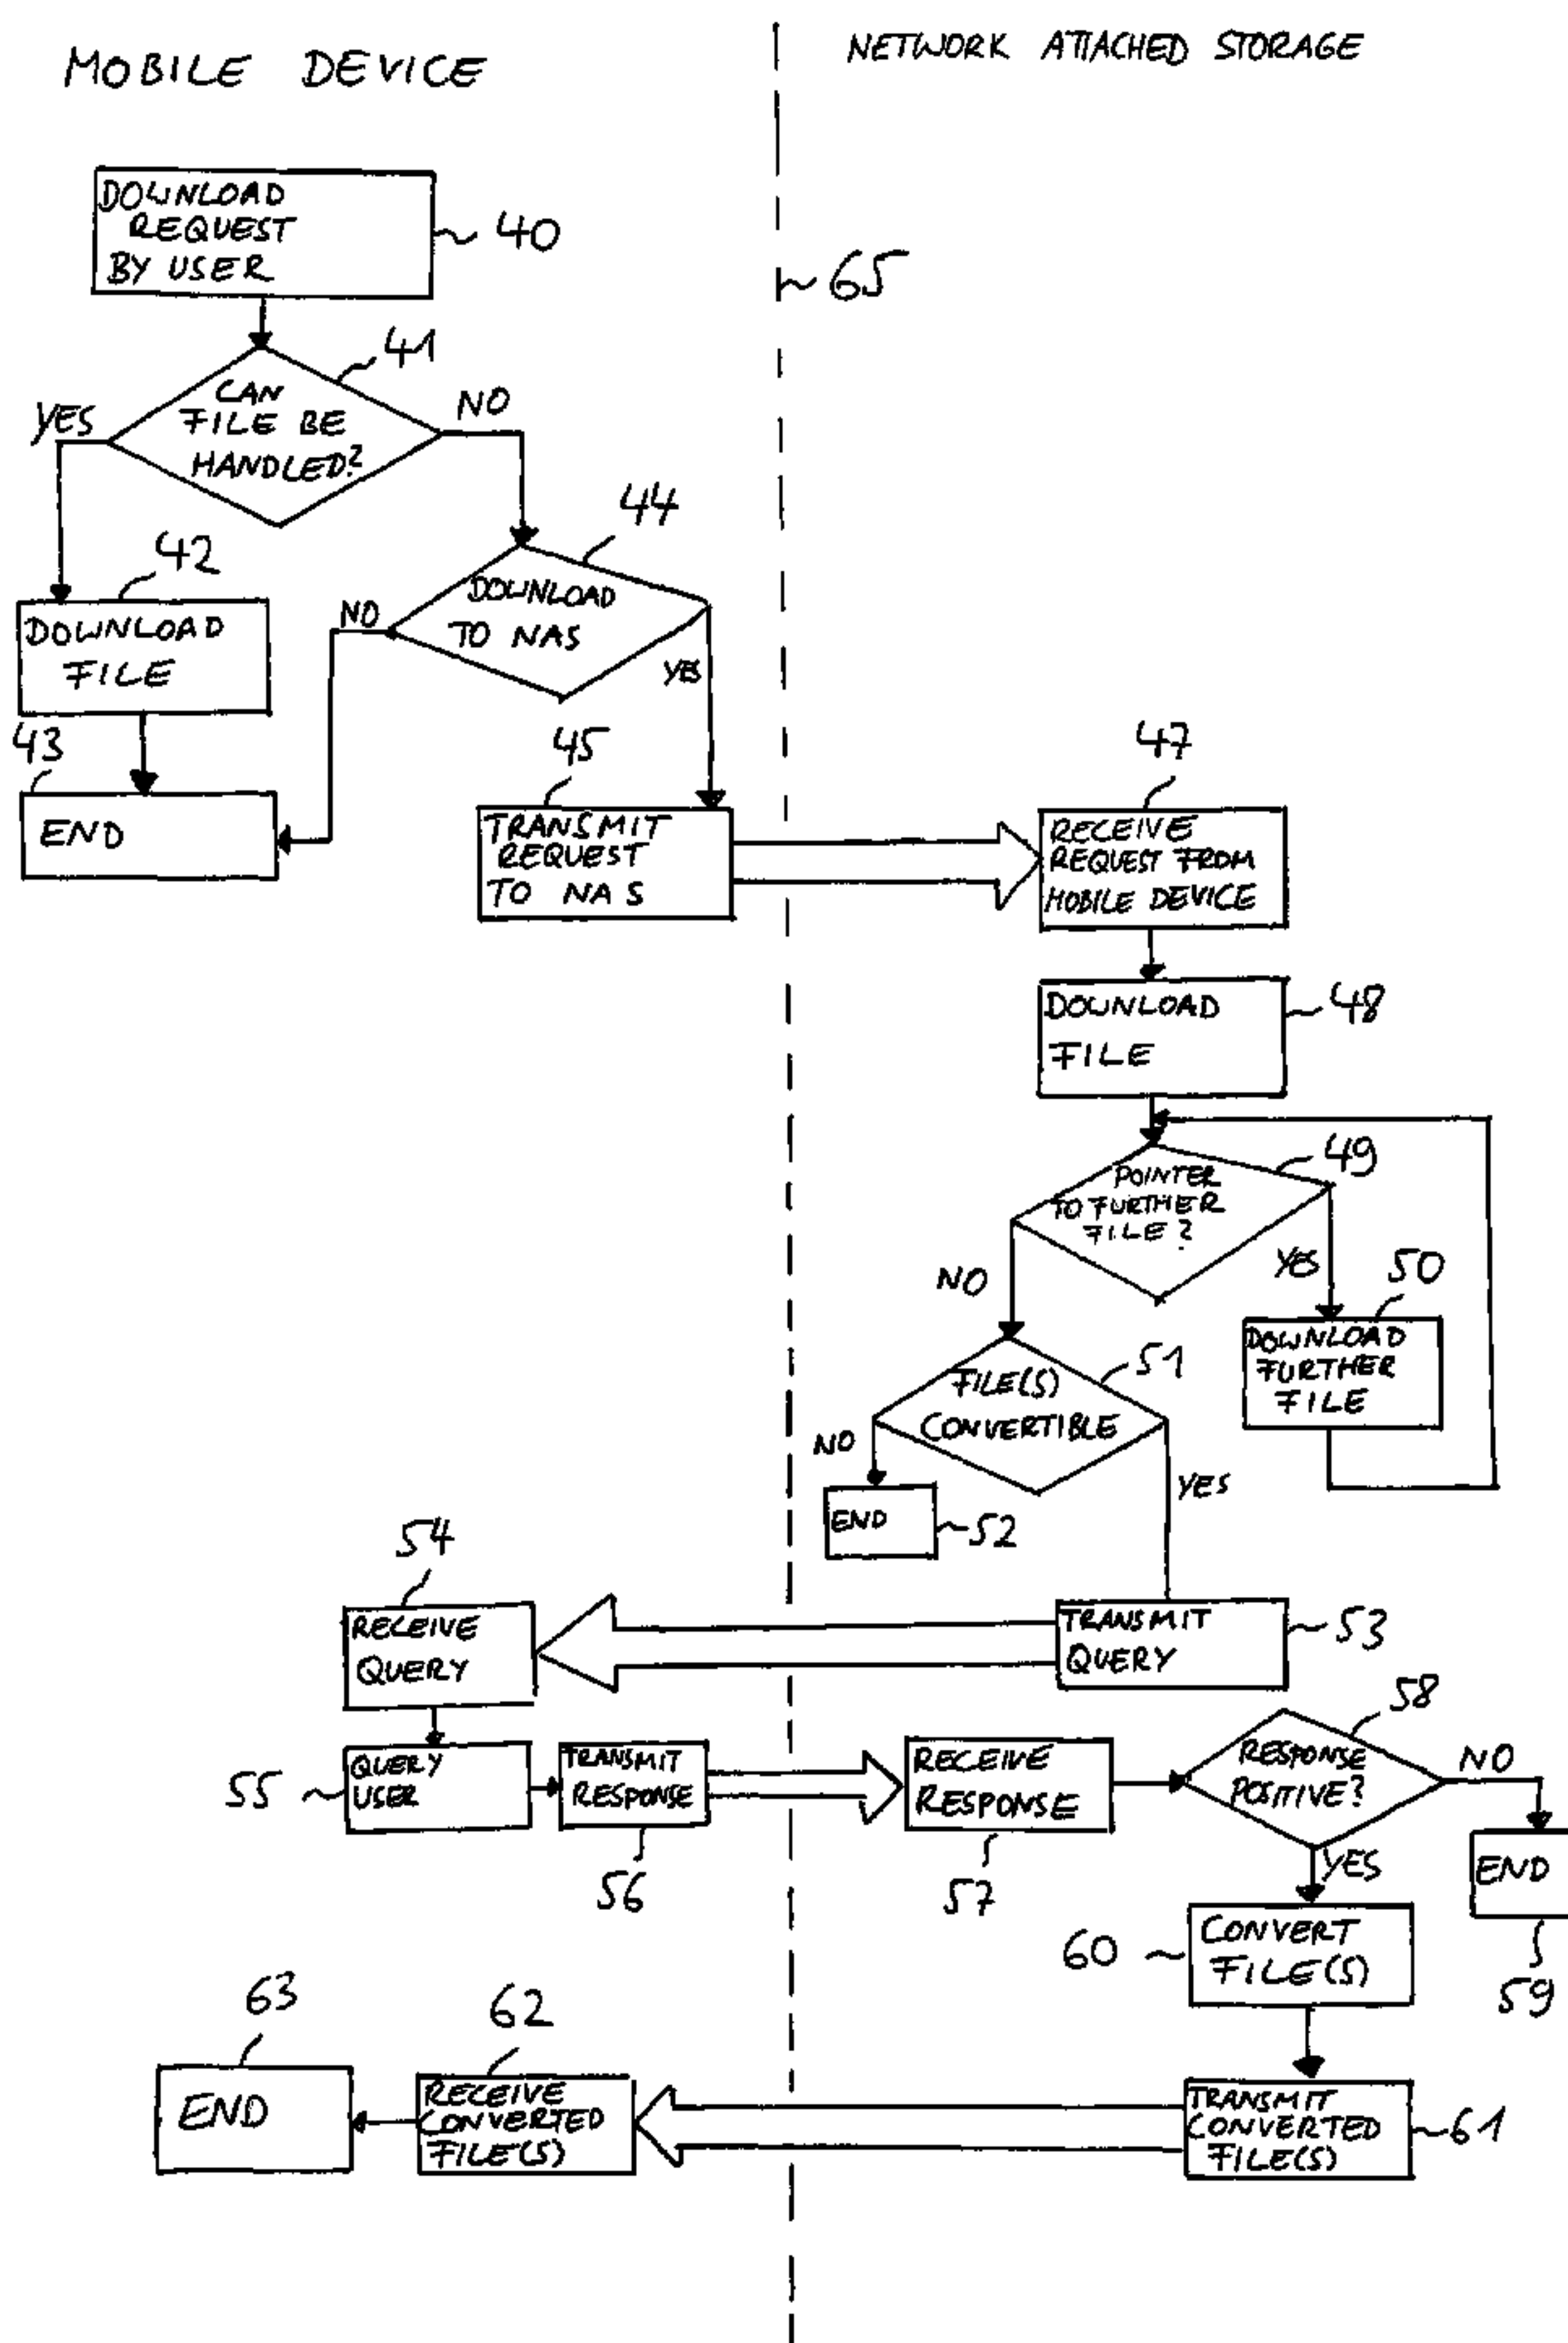 MOBILE DEVICE
NETWORK ATTACHED STORAGE
DOWNLOAD
REQUEST
BY USER
40
65
41
CAN
FILE BE
HANDLED?
YES
NO
44
42
DOWNLOAD
TO NAS
NO
YES
DOWNLOAD
FILE
43
END
45
TRANSMIT
REQUEST
TO NAS
47
RECEIVE
REQUEST FROM
MOBILE DEVICE
DOWNLOAD
FILE
48
49
POINTER
TO FURTHER
FILE?
NO
YES
50
DOWNLOAD
FURTHER
FILE
51
FILE(S)
CONVERTIBLE
NO
YES
END
52
54
RECEIVE
QUERY
TRANSMIT
QUERY
53
58
55
QUERY
USER
TRANSMIT
RESPONSE
56
RECEIVE
RESPONSE
57
RESPONSE
POSITIVE?
NO
YES
END
59
60
CONVERT
FILE(S)
63
62
END
RECEIVE
CONVERTED
FILE(S)
TRANSMIT
CONVERTED
FILE(S)
61